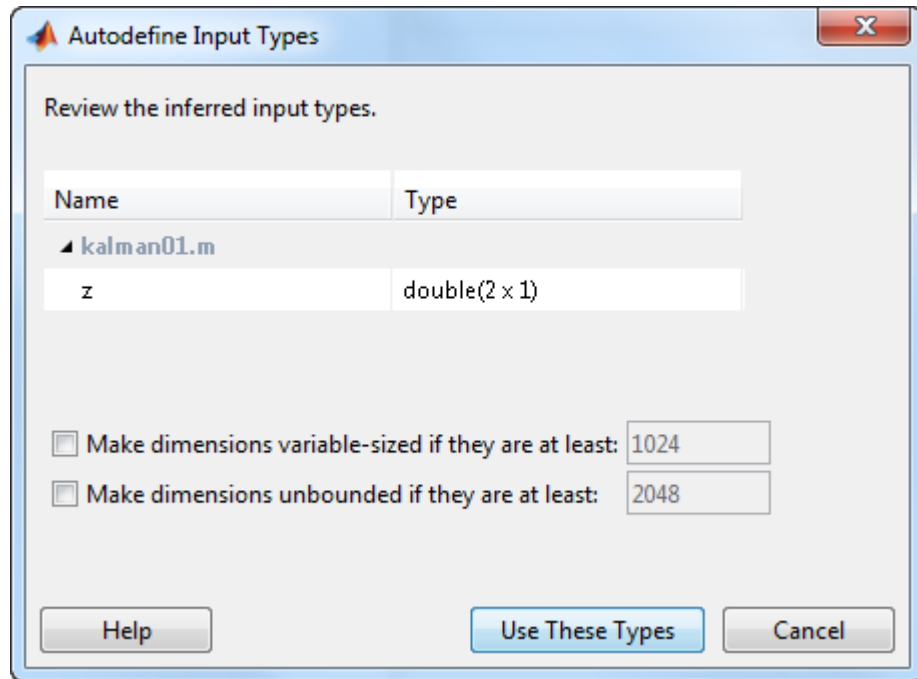 Autodefine Input Types
Review the inferred input types.
Name Type
kalman01.m
z double(2 x 1)
Make dimensions variable-sized if they are at least: 1024
Make dimensions unbounded if they are at least: 2048
Help Use These Types Cancel